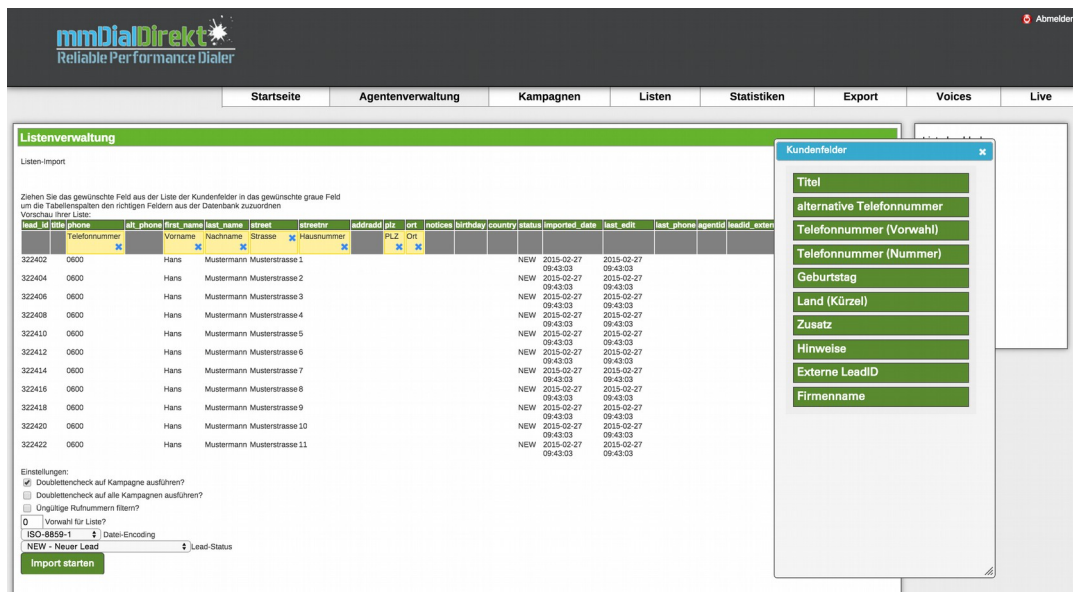 Abmelden
mmDialDirekt
Reliable Performance Dialer
Startseite Agentenverwaltung Kampagnen Listen Statistiken Export Voices Live
Listenverwaltung
Listen-Import
Ziehen Sie das gewünschte Feld aus der Liste der Kundenfelder in das gewünschte graue Feld
um die Tabellenspalten den richtigen Feldern aus der Datenbank zuzuordnen
Vorschau Ihrer Liste:
lead_id title phone alt_phone first_name last_name street streetnr addradd plz ort notices birthday country status imported_date last_edit last_phone agentid leadid_extern
Telefonnummer Vorname Nachname Strasse Hausnummer PLZ Ort
322402 0600 Hans Mustermann Musterstrasse 1 NEW 2015-02-27 2015-02-27
09:43:03 09:43:03
322404 0600 Hans Mustermann Musterstrasse 2 NEW 2015-02-27 2015-02-27
09:43:03 09:43:03
322406 0600 Hans Mustermann Musterstrasse 3 NEW 2015-02-27 2015-02-27
09:43:03 09:43:03
322408 0600 Hans Mustermann Musterstrasse 4 NEW 2015-02-27 2015-02-27
09:43:03 09:43:03
322410 0600 Hans Mustermann Musterstrasse 5 NEW 2015-02-27 2015-02-27
09:43:03 09:43:03
322412 0600 Hans Mustermann Musterstrasse 6 NEW 2015-02-27 2015-02-27
09:43:03 09:43:03
322414 0600 Hans Mustermann Musterstrasse 7 NEW 2015-02-27 2015-02-27
09:43:03 09:43:03
322416 0600 Hans Mustermann Musterstrasse 8 NEW 2015-02-27 2015-02-27
09:43:03 09:43:03
322418 0600 Hans Mustermann Musterstrasse 9 NEW 2015-02-27 2015-02-27
09:43:03 09:43:03
322420 0600 Hans Mustermann Musterstrasse 10 NEW 2015-02-27 2015-02-27
09:43:03 09:43:03
322422 0600 Hans Mustermann Musterstrasse 11 NEW 2015-02-27 2015-02-27
09:43:03 09:43:03
Einstellungen:
Doublettencheck auf Kampagne ausführen?
Doublettencheck auf alle Kampagnen ausführen?
Üngültige Rufnummern filtern?
0 Vorwahl für Liste?
ISO-8859-1 Datei-Encoding
NEW - Neuer Lead Lead-Status
Import starten
Kundenfelder
Titel
alternative Telefonnummer
Telefonnummer (Vorwahl)
Telefonnummer (Nummer)
Geburtstag
Land (Kürzel)
Zusatz
Hinweise
Externe LeadID
Firmenname